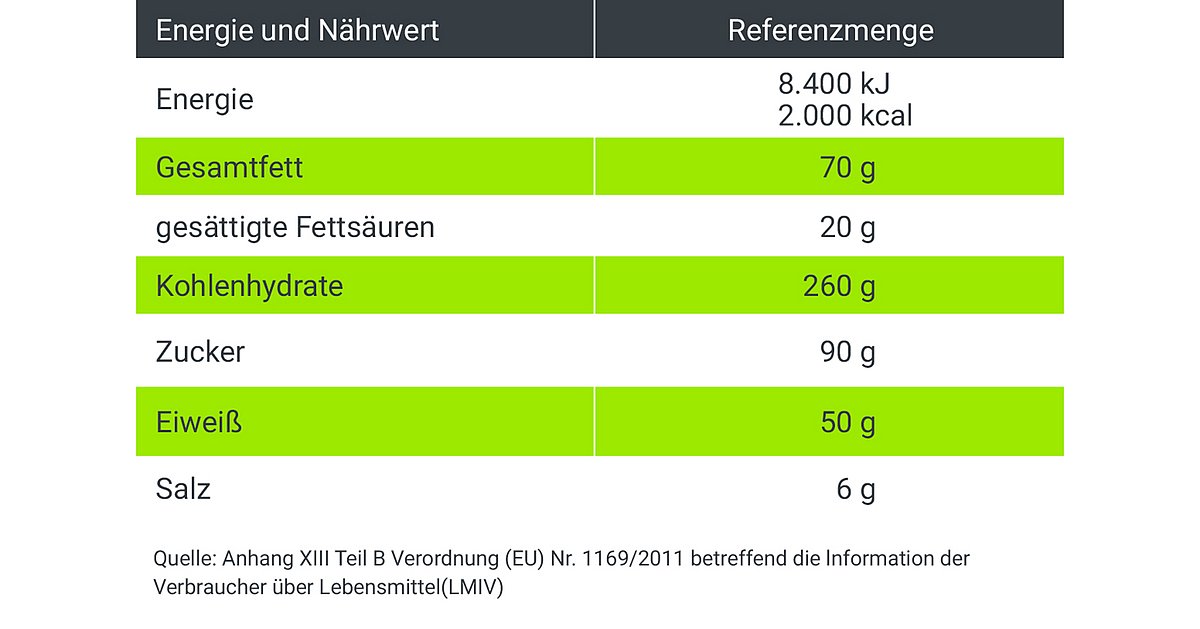 Energie und Nährwert Referenzmenge
Energie 8.400 kJ
2.000 kcal
Gesamtfett 70 g
gesättigte Fettsäuren 20 g
Kohlenhydrate 260 g
Zucker 90 g
Eiweiß 50 g
Salz 6 g
Quelle: Anhang XIII Teil B Verordnung (EU) Nr. 1169/2011 betreffend die Information der
Verbraucher über Lebensmittel(LMIV)